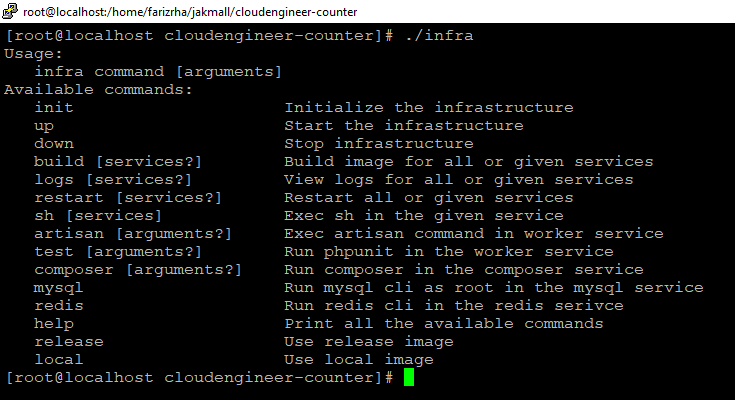 root@localhost:/home/farizrha/jakmall/cloudengineer-counter
[root@localhost cloudengineer-counter]# ./infra
Usage:
   infra command [arguments]
Available commands:
   init                     Initialize the infrastructure
   up                       Start the infrastructure
   down                     Stop infrastructure
   build [services?]        Build image for all or given services
   logs [services?]         View logs for all or given services
   restart [services?]      Restart all or given services
   sh [services]            Exec sh in the given service
   artisan [arguments?]     Exec artisan command in worker service
   test [arguments?]        Run phpunit in the worker service
   composer [arguments?]    Run composer in the composer service
   mysql                    Run mysql cli as root in the mysql service
   redis                    Run redis cli in the redis serivce
   help                     Print all the available commands
   release                  Use release image
   local                    Use local image
[root@localhost cloudengineer-counter]#